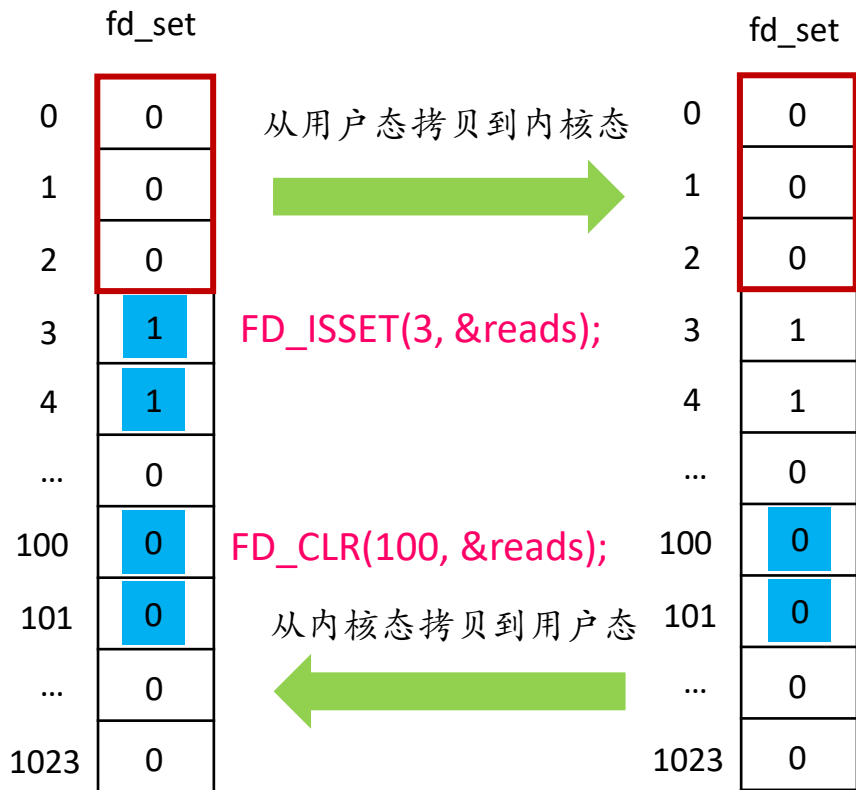 fd_set fd_set
0 0 从用户态拷贝到内核态 0 0
1 0 1 0
2 0 2 0
3 1 FD_ISSET(3, &reads); 3 1
4 1 4 1
... 0 ... 0
100 0 FD_CLR(100, &reads); 100 0
101 0 从内核态拷贝到用户态 101 0
... 0 ... 0
1023 0 1023 0